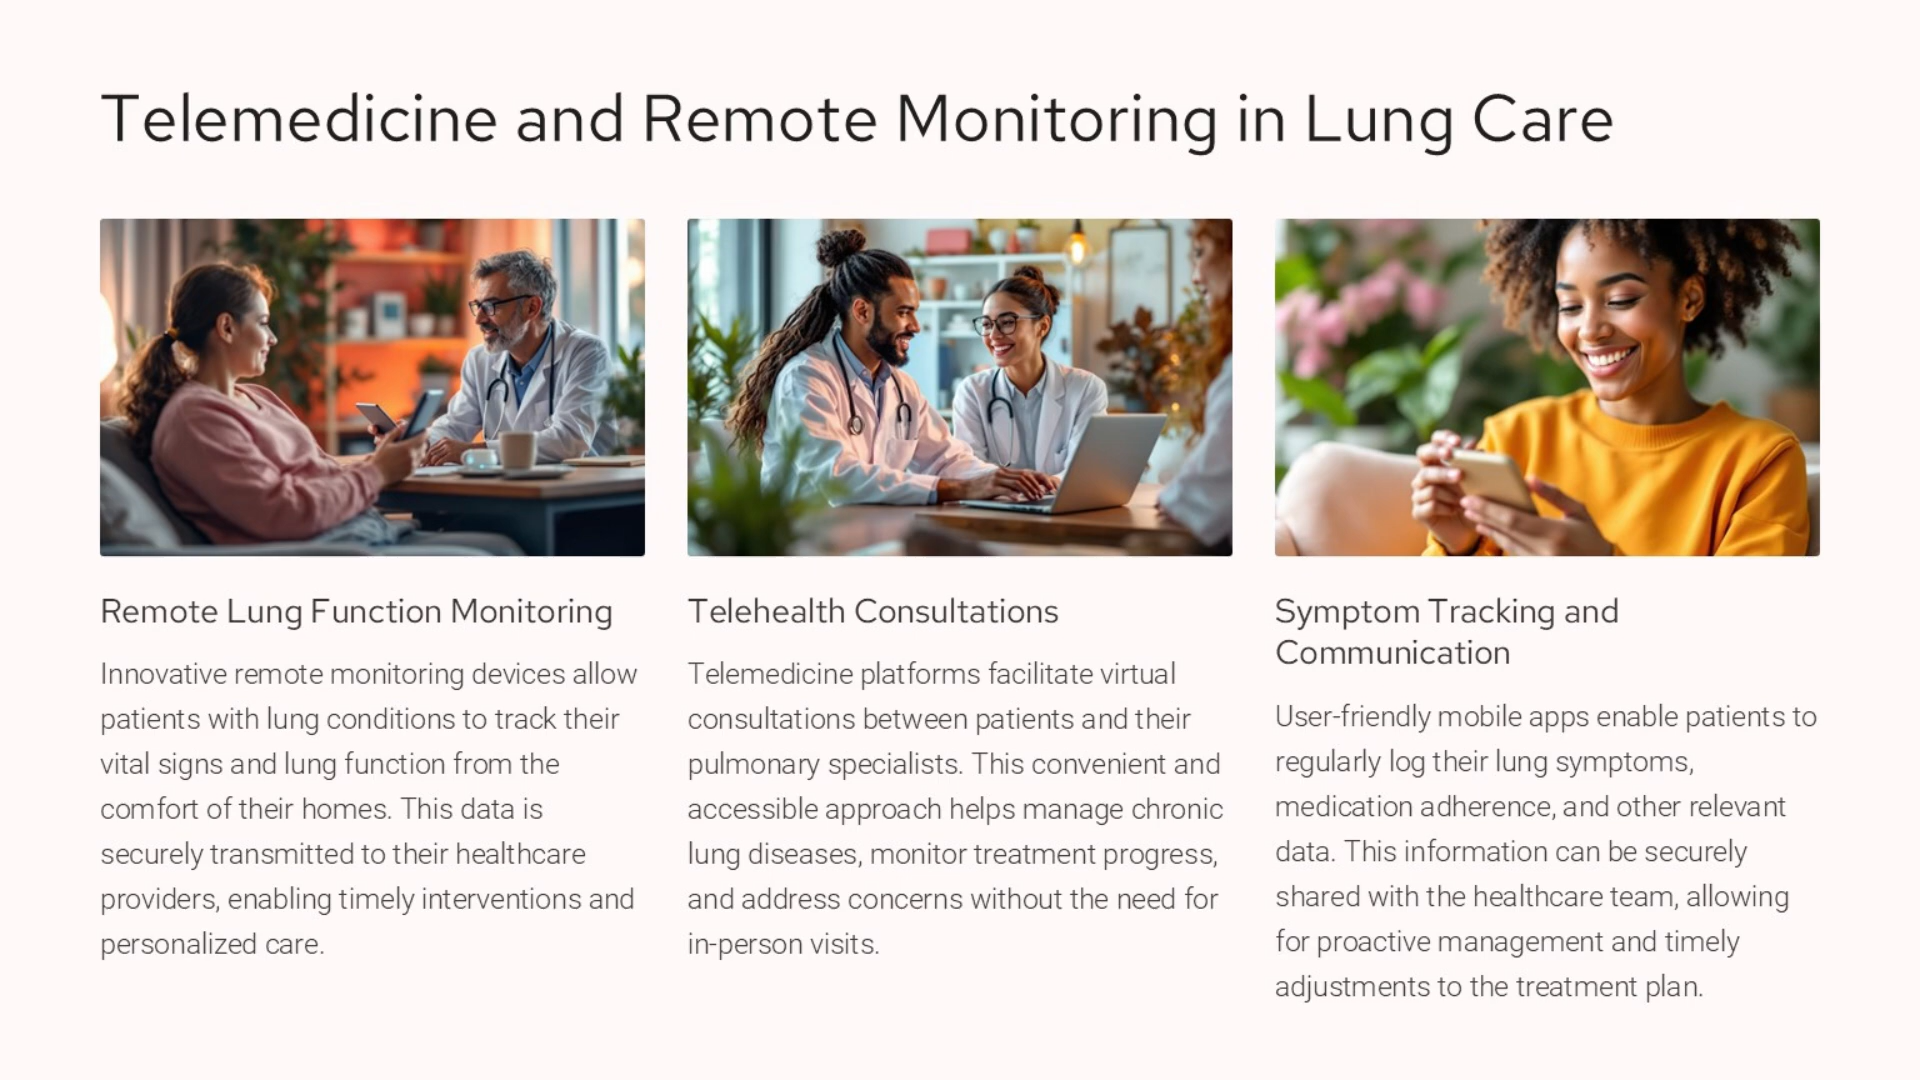 Telemedicine and Remote Monitoring in Lung Care
Remote Lung Function Monitoring
Innovative remote monitoring devices allow
patients with lung conditions to track their
vital signs and lung function from the
comfort of their homes. This data is
securely transmitted to their healthcare
providers, enabling timely interventions and
personalized care.
Telehealth Consultations
Telemedicine platforms facilitate virtual
consultations between patients and their
pulmonary specialists. This convenient and
accessible approach helps manage chronic
lung diseases, monitor treatment progress,
and address concerns without the need for
in-person visits.
Symptom Tracking and
Communication
User-friendly mobile apps enable patients to
regularly log their lung symptoms,
medication adherence, and other relevant
data. This information can be securely
shared with the healthcare team, allowing
for proactive management and timely
adjustments to the treatment plan.